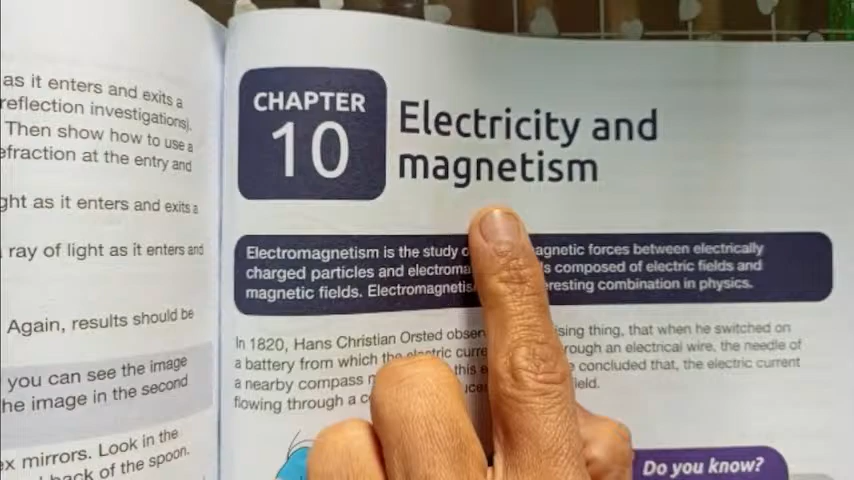 as it enters and exits a
reflection investigations).
Then show how to use a
efraction at the entry and
ght as it enters and exits a
ray of light as it enters and
Again, results should be
you can see the image
he image in the second
ex mirrors. Look in the
back of the spoon.
CHAPTER
10
Electricity and
magnetism
Electromagnetism is the study agnetic forces between electrically
charged particles and electroma s composed of electric fields and
magnetic fields. Electromagnetis resting combination in physics.
In 1820, Hans Christian Orsted obser ising thing, that when he switched on
a battery from which the electric curre rough an electrical wire, the needle of
a nearby compass this concluded that, the electric current
flowing through a ield.
Do you know?